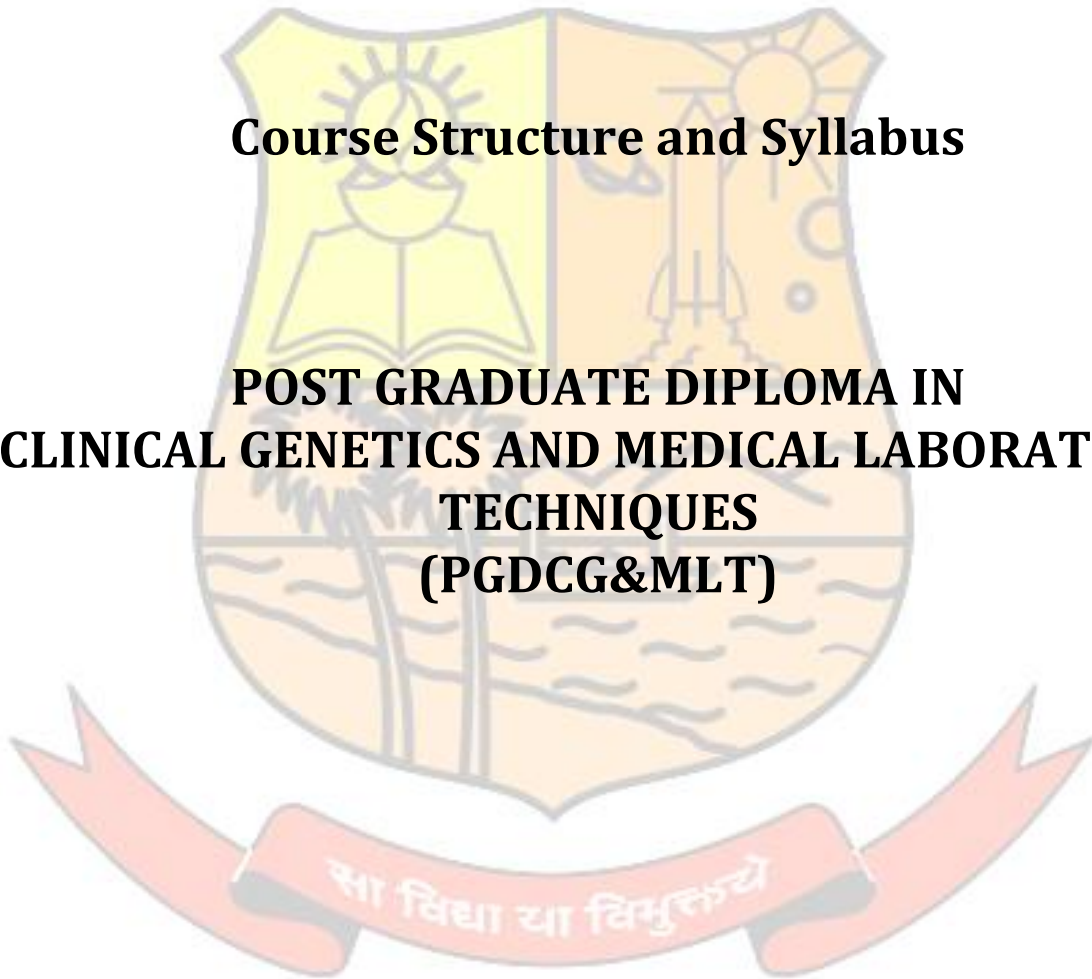 Course Structure and Syllabus
POST GRADUATE DIPLOMA IN
CLINICAL GENETICS AND MEDICAL LABORAT
TECHNIQUES
(PGDCG&MLT)
सा विधा या विमुक्तये